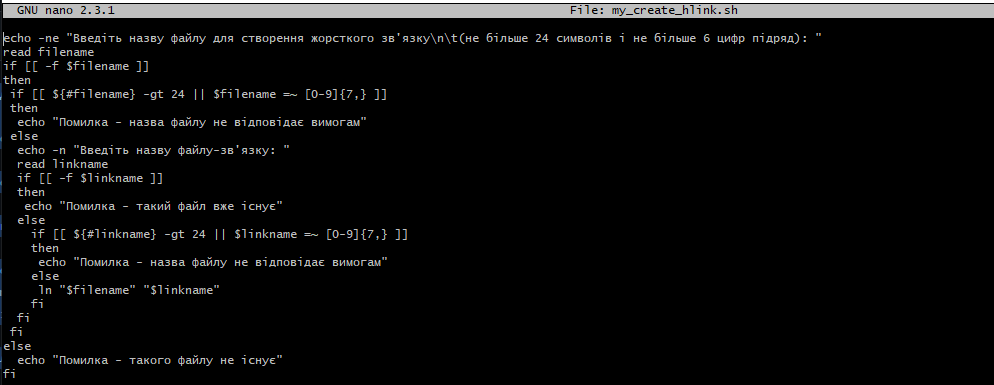 GNU nano 2.3.1 File: my_create_hlink.sh
echo -ne "Введіть назву файлу для створення жорсткого зв'язку\n\t(не більше 24 символів і не більше 6 цифр підряд): "
read filename
if [[ -f $filename ]]
then
if [[ ${#filename} -gt 24 || $filename =~ [0-9]{7,} ]]
then
echo "Помилка - назва файлу не відповідає вимогам"
else
echo -n "Введіть назву файлу-зв'язку: "
read linkname
if [[ -f $linkname ]]
then
echo "Помилка - такий файл вже існує"
else
if [[ ${#linkname} -gt 24 || $linkname =~ [0-9]{7,} ]]
then
echo "Помилка - назва файлу не відповідає вимогам"
else
ln "$filename" "$linkname"
fi
fi
fi
else
echo "Помилка - такого файлу не існує"
fi